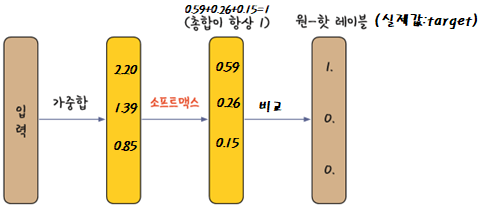 0.59+0.26+0.15=1
(총합이 항상 1)
원-핫 레이블 (실제값:target)
입력
가중합
2.20
1.39
0.85
소프트맥스
0.59
0.26
0.15
비교
1.
0.
0.